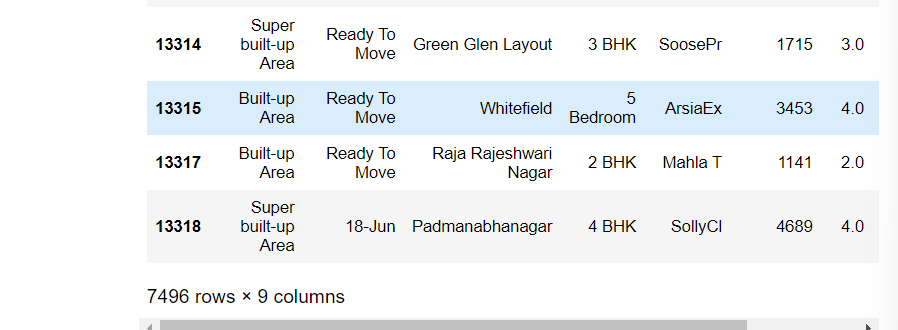 13314 Super built-up Area Ready To Move Green Glen Layout 3 BHK SoosePr 1715 3.0
13315 Built-up Area Ready To Move Whitefield 5 Bedroom ArsiaEx 3453 4.0
13317 Built-up Area Ready To Move Raja Rajeshwari Nagar 2 BHK Mahla T 1141 2.0
13318 Super built-up Area 18-Jun Padmanabhanagar 4 BHK SollyCl 4689 4.0
7496 rows × 9 columns